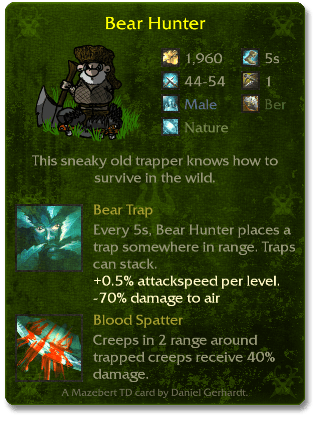 Bear Hunter
1,960 5s
44-54 1
Male Ber
Nature
This sneaky old trapper knows how to
survive in the wild.
Bear Trap
Every 5s, Bear Hunter places a
trap somewhere in range. Traps
can stack.
+0.5% attackspeed per level.
-70% damage to air
Blood Spatter
Creeps in 2 range around
trapped creeps receive 40%
damage.
A Mazebert TD card by Daniel Gerhardt.